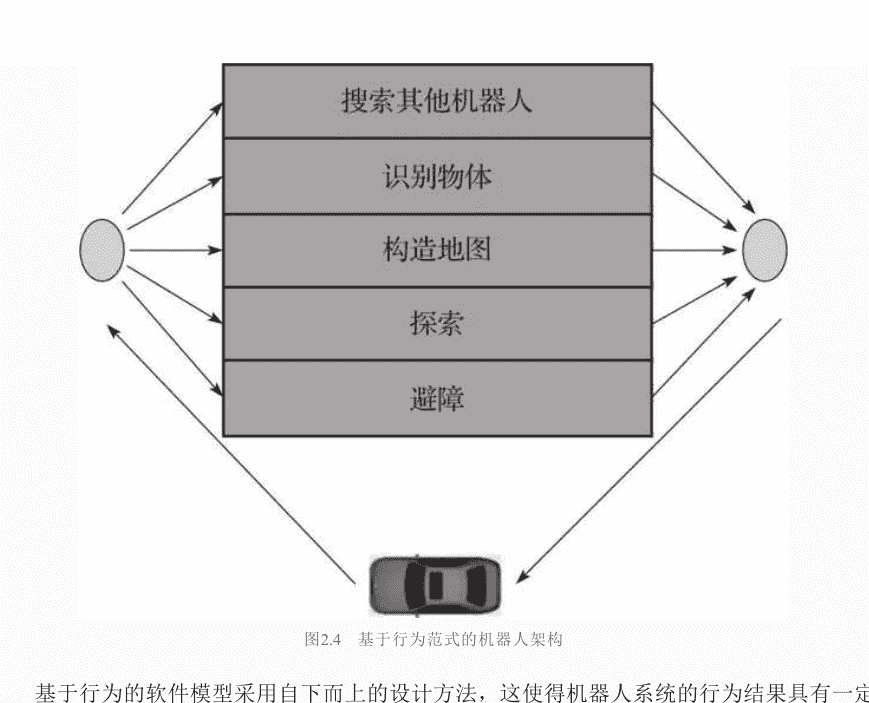 搜索其他机器人
识别物体
构造地图
探索
避障
图2.4 基于行为范式的机器人架构
基于行为的软件模型采用自下而上的设计方法，这使得机器人系统的行为结果具有一定